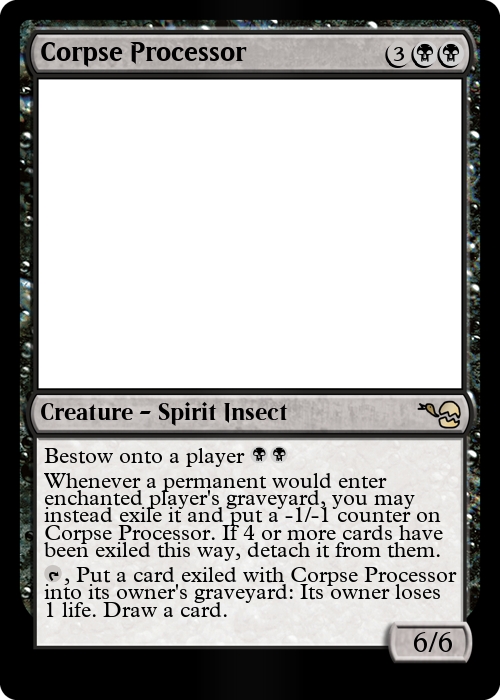 Corpse Processor 3
Creature – Spirit Insect
Bestow onto a player
Whenever a permanent would enter
enchanted player's graveyard, you may
instead exile it and put a -1/-1 counter on
Corpse Processor. If 4 or more cards have
been exiled this way, detach it from them.
, Put a card exiled with Corpse Processor
into its owner's graveyard: Its owner loses
1 life. Draw a card.
6/6